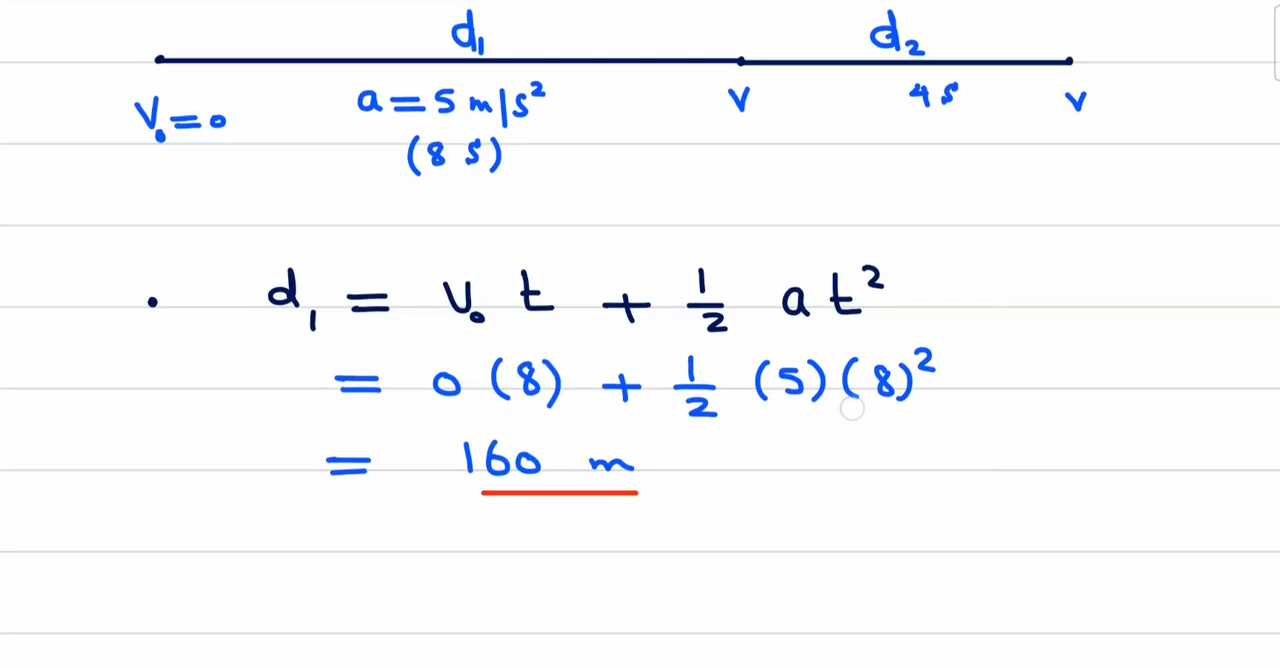 d₁ d₂
V₀=0 a=5 m/s² V 4 s V
(8 s)
. d₁ = V₀ t + 1/2 a t²
= 0 (8) + 1/2 (5)(8)²
= 160 m